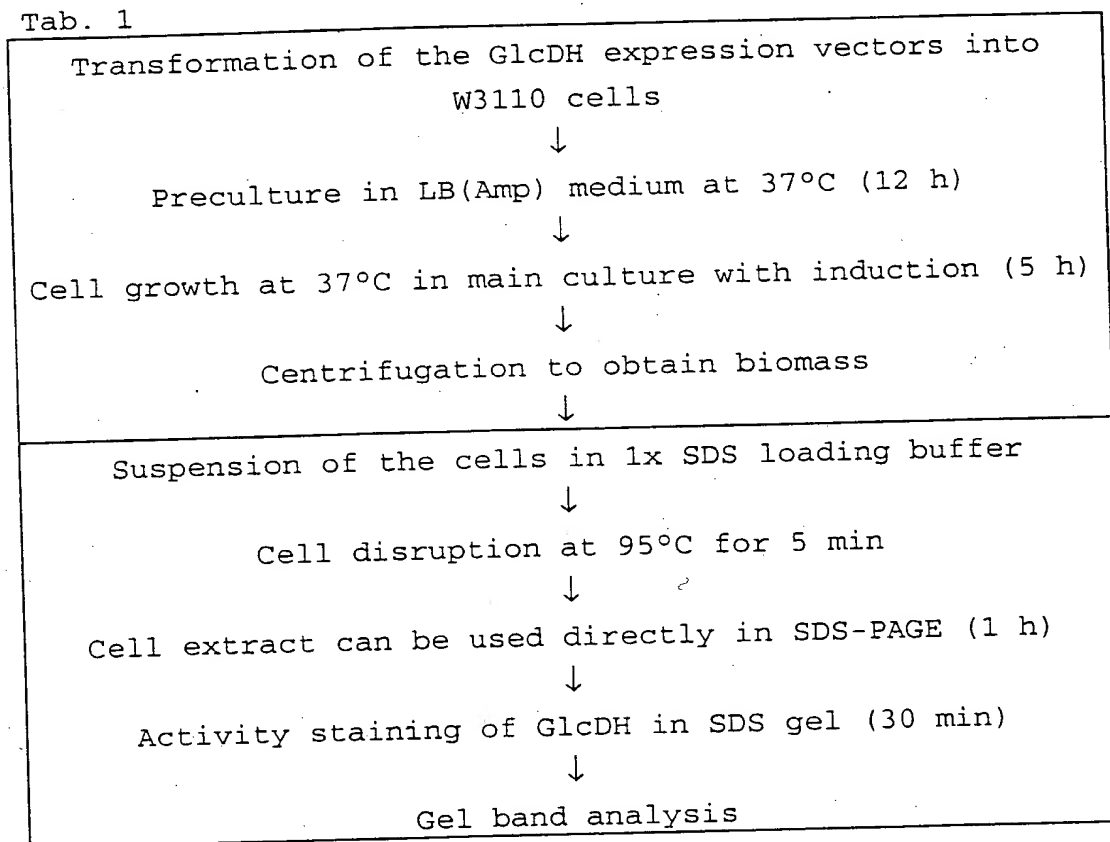 Tab. 1
Transformation of the GlcDH expression vectors into
W3110 cells
↓
Preculture in LB(Amp) medium at 37°C (12 h)
↓
Cell growth at 37°C in main culture with induction (5 h)
↓
Centrifugation to obtain biomass
↓
Suspension of the cells in 1x SDS loading buffer
↓
Cell disruption at 95°C for 5 min
↓
Cell extract can be used directly in SDS-PAGE (1 h)
↓
Activity staining of GlcDH in SDS gel (30 min)
↓
Gel band analysis